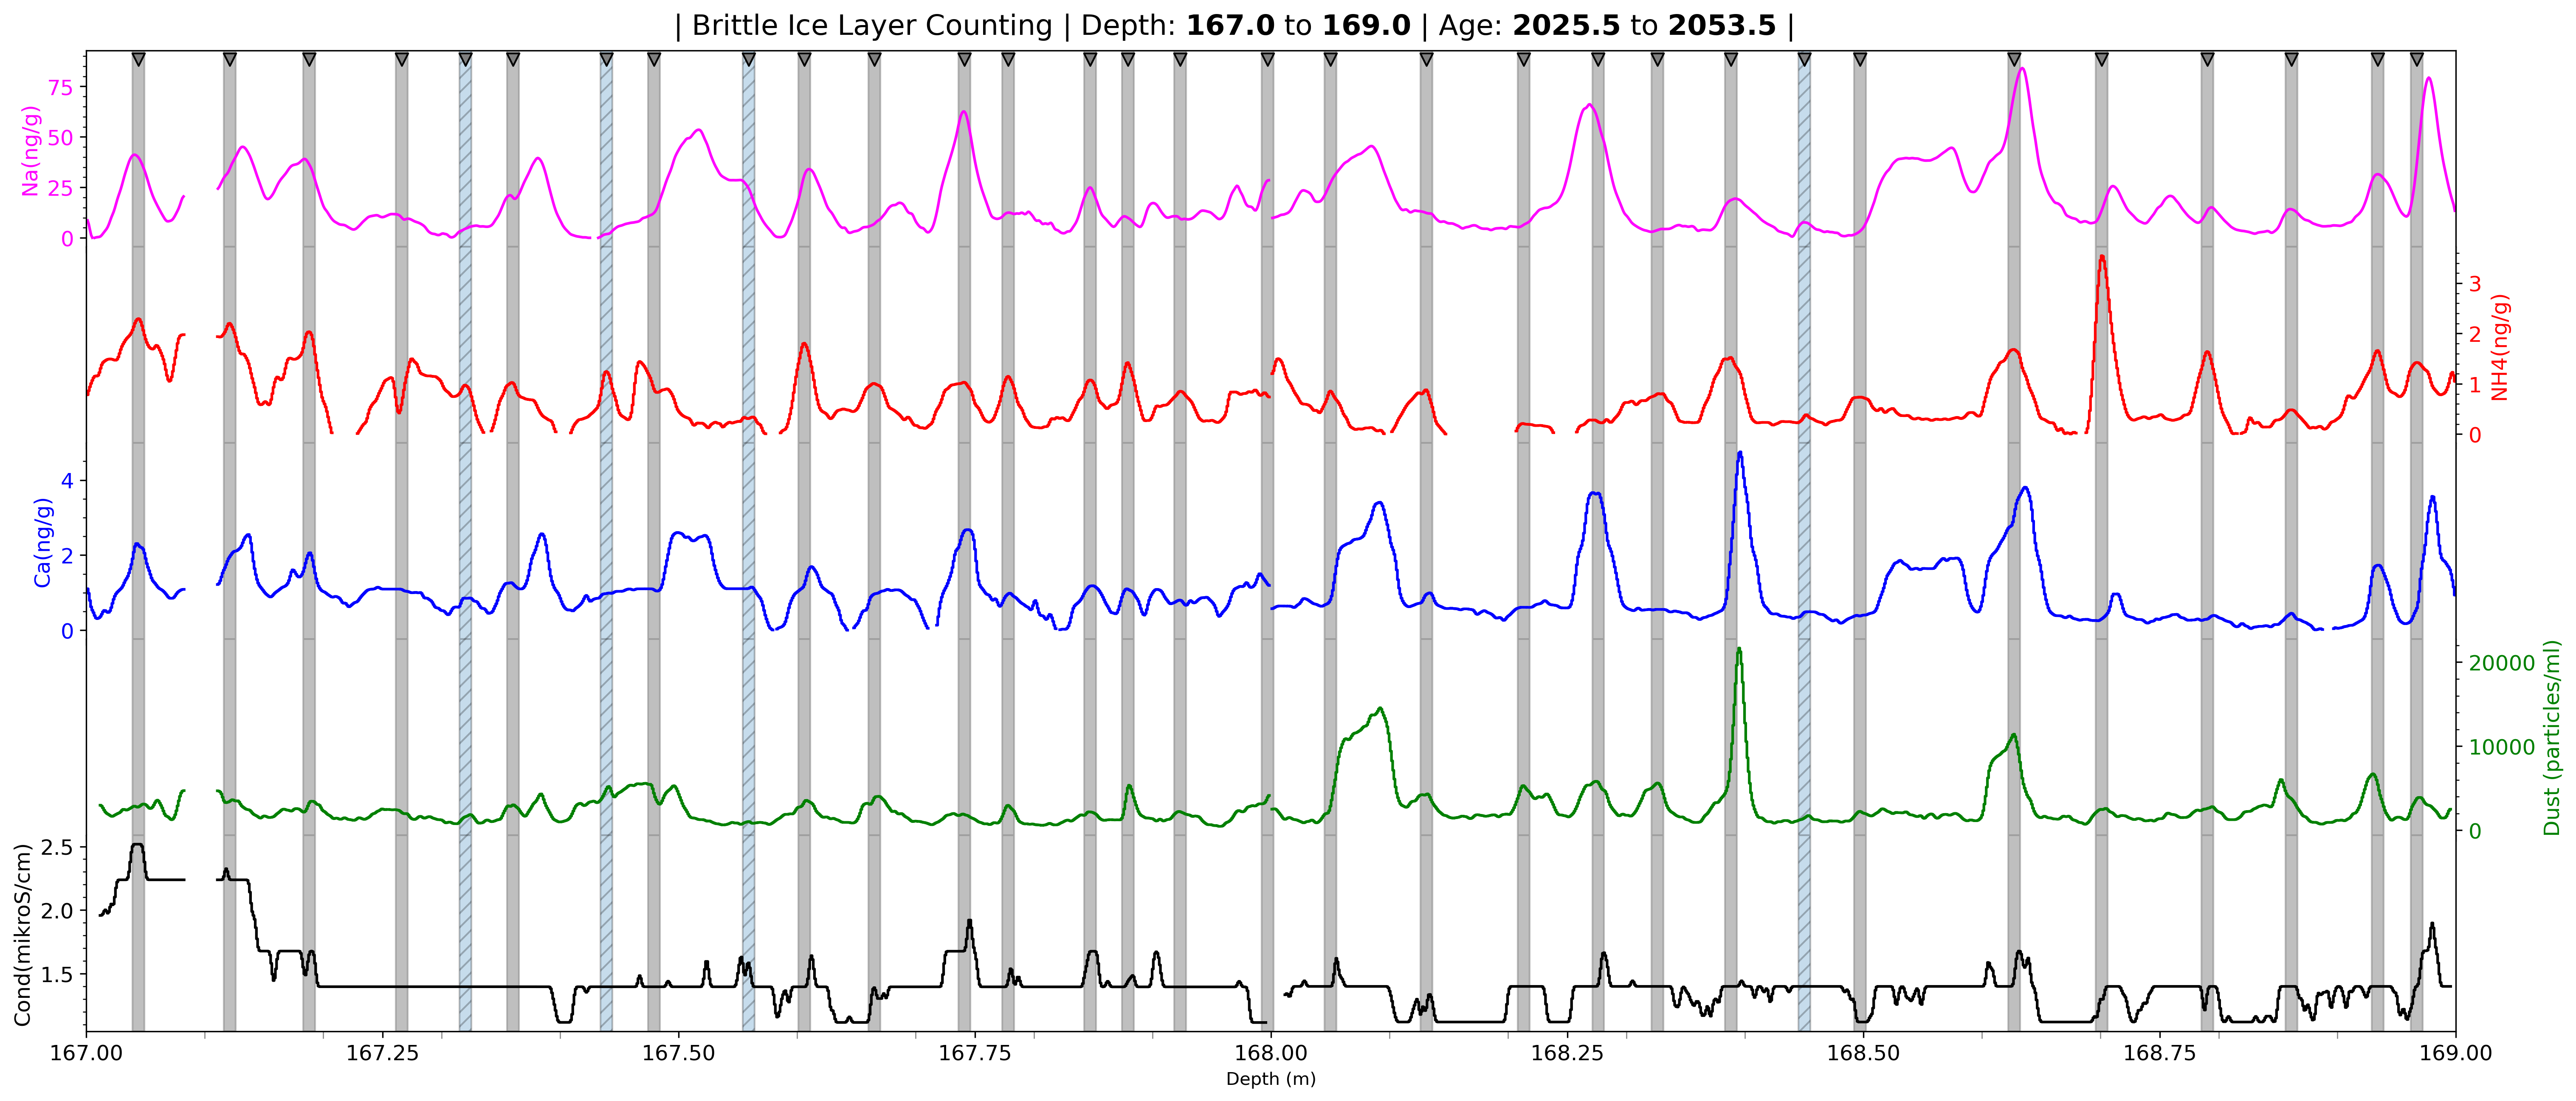 | Brittle Ice Layer Counting | Depth: 167.0 to 169.0 | Age: 2025.5 to 2053.5 |
Na(ng/g)
75
50
25
0
NH4(ng/g)
3
2
1
0
Ca(ng/g)
4
2
0
Dust (particles/ml)
20000
10000
0
Cond(mikroS/cm)
2.5
2.0
1.5
167.00 167.25 167.50 167.75 168.00 168.25 168.50 168.75 169.00
Depth (m)